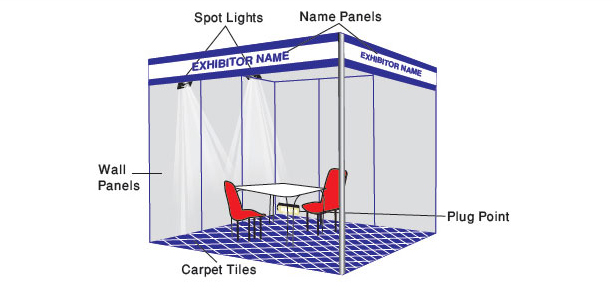 Spot Lights
Name Panels
EXHIBITOR NAME
EXHIBITOR NAME
Wall
Panels
Plug Point
Carpet Tiles